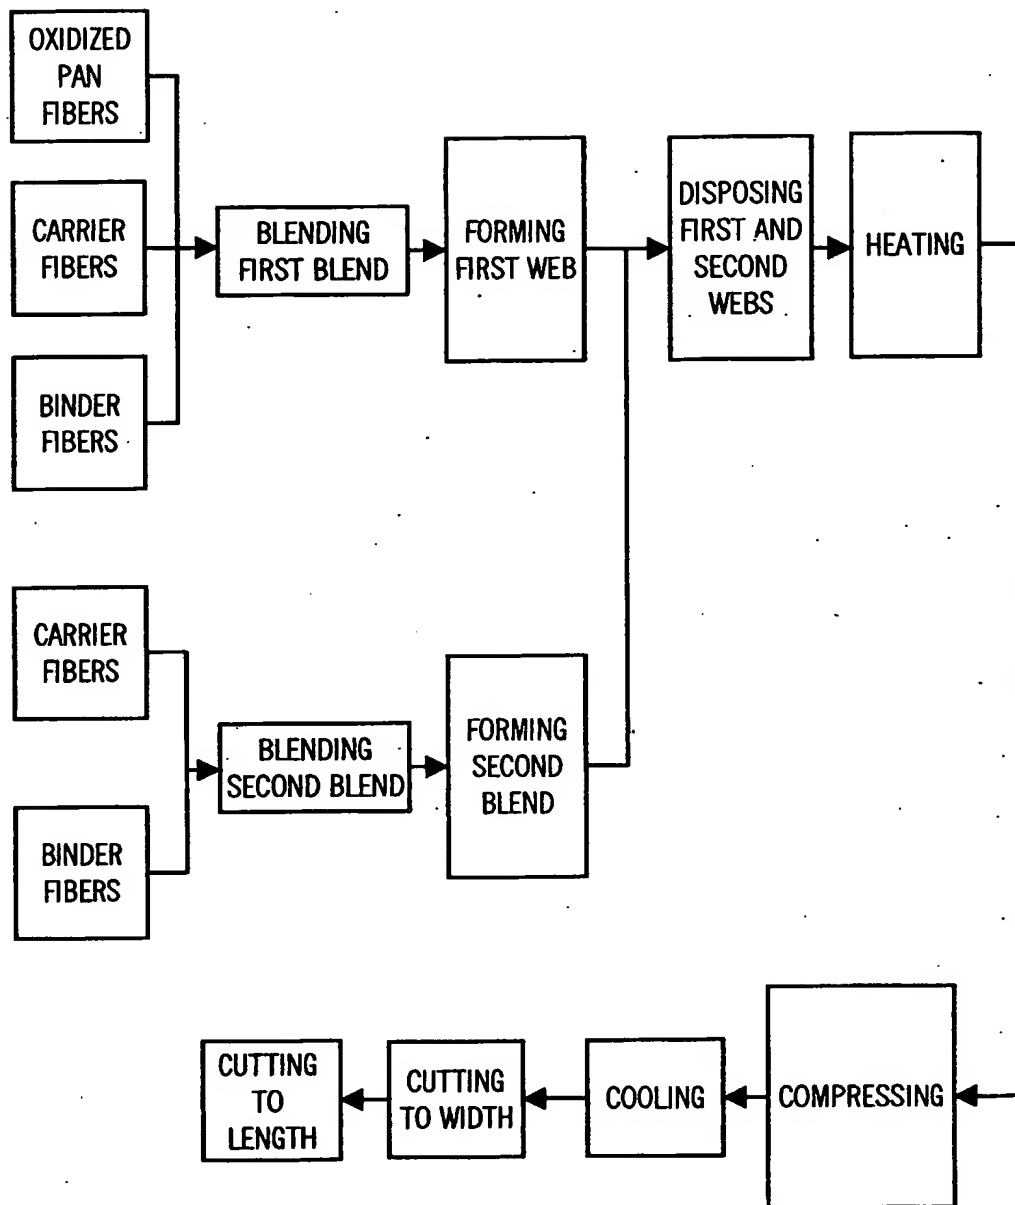 OXIDIZED
PAN
FIBERS
CARRIER
FIBERS
BINDER
FIBERS
BLENDING
FIRST BLEND
FORMING
FIRST WEB
DISPOSING
FIRST AND
SECOND
WEBS
HEATING
CARRIER
FIBERS
BINDER
FIBERS
BLENDING
SECOND BLEND
FORMING
SECOND
BLEND
CUTTING
TO
LENGTH
CUTTING
TO WIDTH
COOLING
COMPRESSING